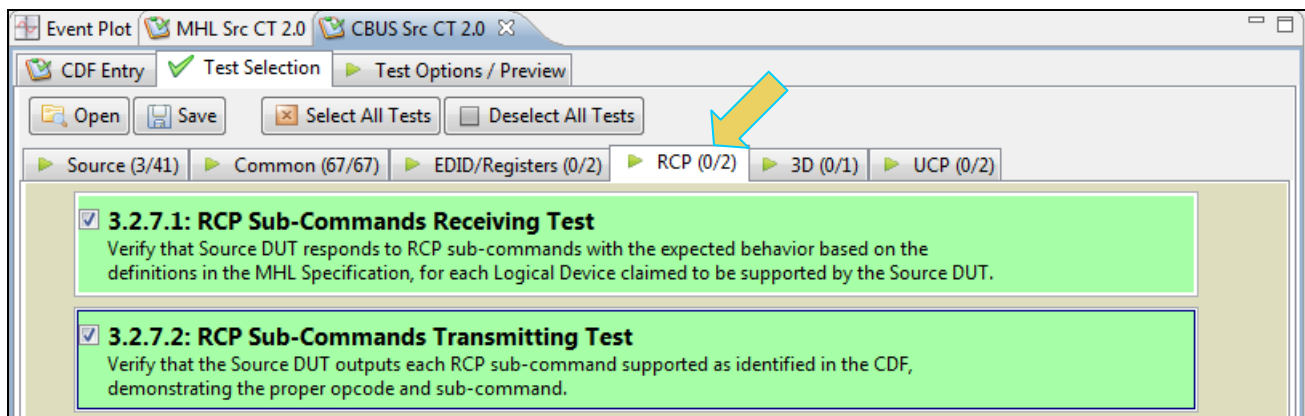 Event Plot MHL Src CT 2.0 CBUS Src CT 2.0
CDF Entry Test Selection Test Options / Preview
Open Save Select All Tests Deselect All Tests
Source (3/41) Common (67/67) EDID/Registers (0/2) RCP (0/2) 3D (0/1) UCP (0/2)
3.2.7.1: RCP Sub-Commands Receiving Test
Verify that Source DUT responds to RCP sub-commands with the expected behavior based on the
definitions in the MHL Specification, for each Logical Device claimed to be supported by the Source DUT.
3.2.7.2: RCP Sub-Commands Transmitting Test
Verify that the Source DUT outputs each RCP sub-command supported as identified in the CDF,
demonstrating the proper opcode and sub-command.